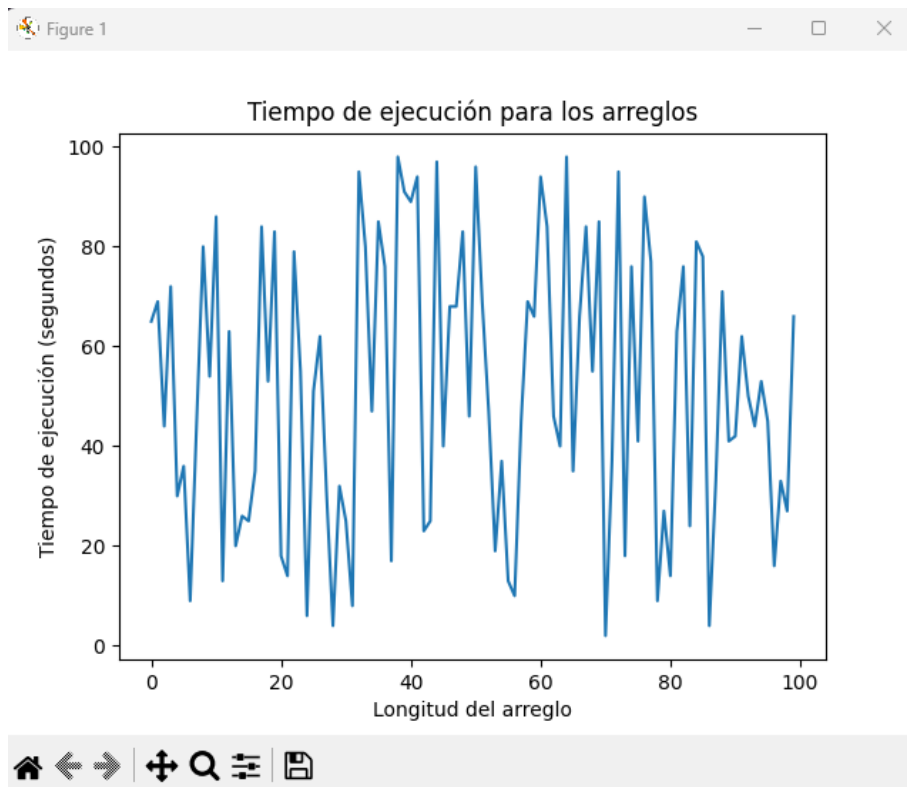 Figure 1
Tiempo de ejecución para los arreglos
100
80
60
40
20
0
Tiempo de ejecución (segundos)
0 20 40 60 80 100
Longitud del arreglo